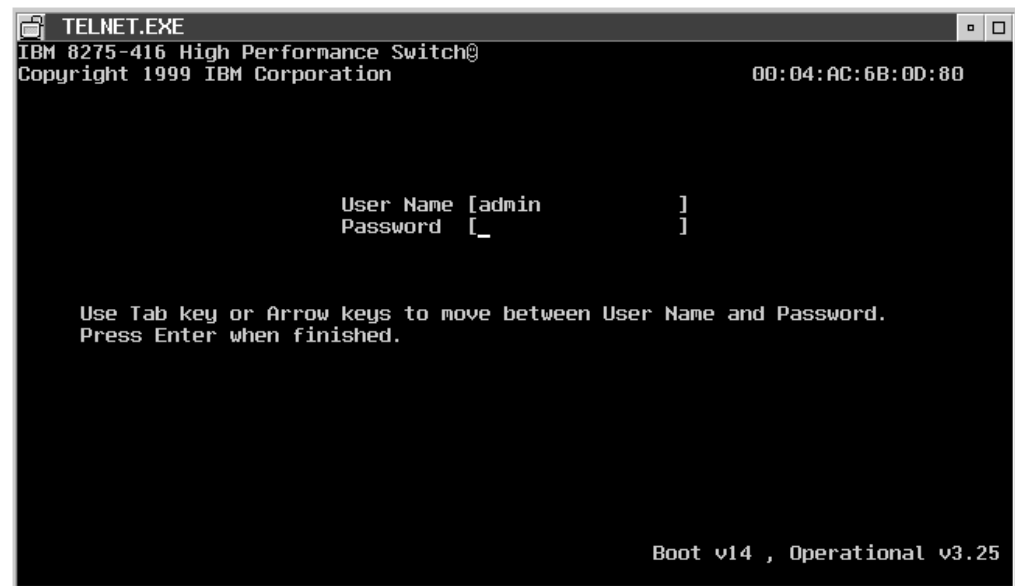 TELNET.EXE
IBM 8275-416 High Performance Switch@
Copyright 1999 IBM Corporation 00:04:AC:6B:0D:80
User Name [admin ]
Password [_ ]
Use Tab key or Arrow keys to move between User Name and Password.
Press Enter when finished.
Boot v14 , Operational v3.25